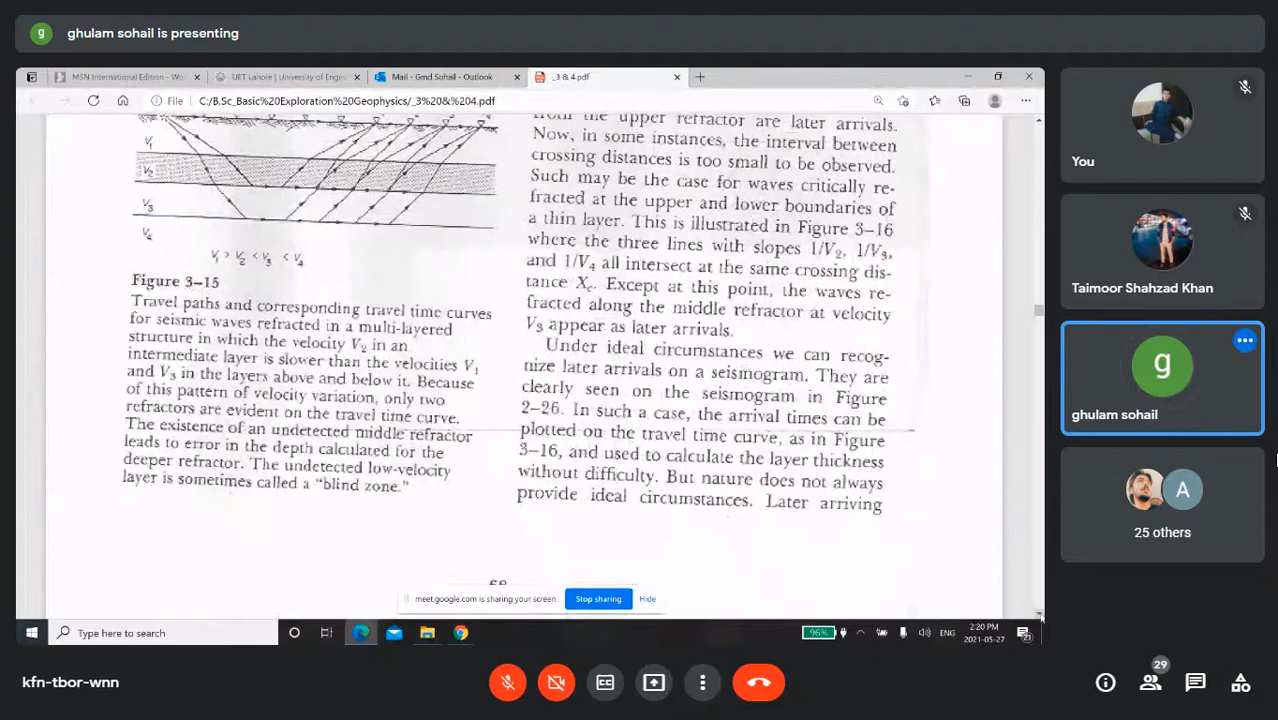 g
ghulam sohail is presenting
MSN International Edition - Wo
UET Lahore | University of Engine
Mail - Gmd Sohail - Outlook
_3 & 4.pdf
File
C:/B.Sc_Basic%20Exploration%20Geophysics/_3%20&%204.pdf
V1
V2
V3
V4
V1 > V2 < V3 < V4
Figure 3–15
Travel paths and corresponding travel time curves
for seismic waves refracted in a multi-layered
structure in which the velocity V2 in an
intermediate layer is slower than the velocities V1
and V3 in the layers above and below it. Because
of this pattern of velocity variation, only two
refractors are evident on the travel time curve.
The existence of an undetected middle refractor
leads to error in the depth calculated for the
deeper refractor. The undetected low-velocity
layer is sometimes called a "blind zone."
from the upper refractor are later arrivals.
Now, in some instances, the interval between
crossing distances is too small to be observed.
Such may be the case for waves critically re-
fracted at the upper and lower boundaries of
a thin layer. This is illustrated in Figure 3–16
where the three lines with slopes 1/V2, 1/V3,
and 1/V4 all intersect at the same crossing dis-
tance Xc. Except at this point, the waves re-
fracted along the middle refractor at velocity
V3 appear as later arrivals.
Under ideal circumstances we can recog-
nize later arrivals on a seismogram. They are
clearly seen on the seismogram in Figure
2–26. In such a case, the arrival times can be
plotted on the travel time curve, as in Figure
3–16, and used to calculate the layer thickness
without difficulty. But nature does not always
provide ideal circumstances. Later arriving
68
meet.google.com is sharing your screen.
Stop sharing
Hide
Type here to search
96%
ENG
2:20 PM
2021-05-27
21
You
Taimoor Shahzad Khan
g
ghulam sohail
A
25 others
kfn-tbor-wnn
CC
29